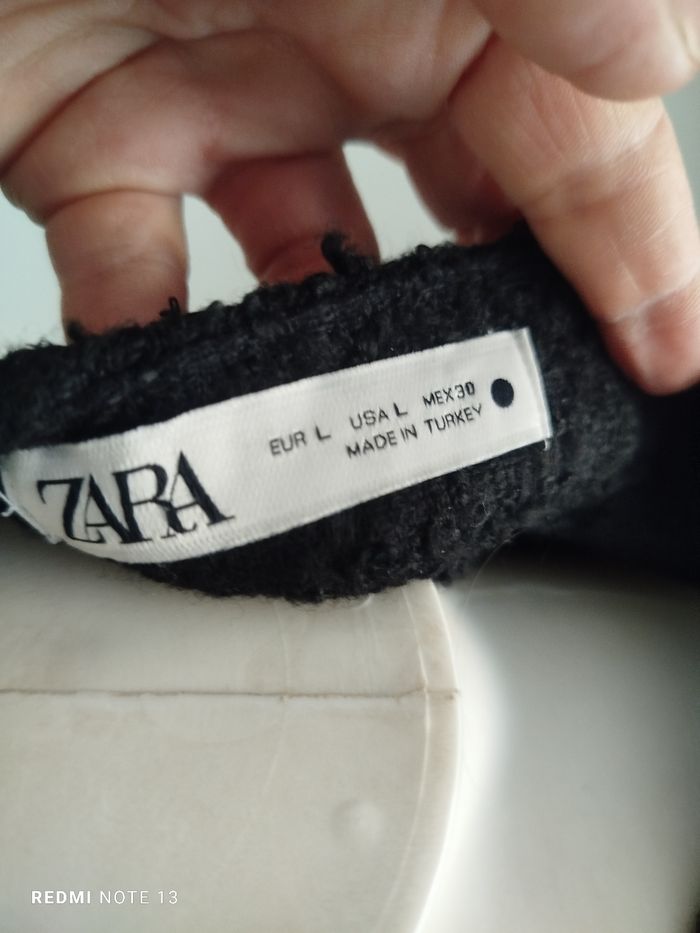 ZARA
EUR L USA L MEX 30
MADE IN TURKEY
REDMI NOTE 13